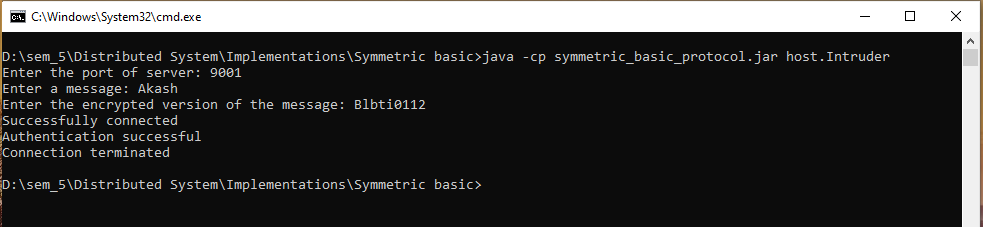 C:\Windows\System32\cmd.exe
D:\sem_5\Distributed System\Implementations\Symmetric basic>java -cp symmetric_basic_protocol.jar host.Intruder
Enter the port of server: 9001
Enter a message: Akash
Enter the encrypted version of the message: Blbti0112
Successfully connected
Authentication successful
Connection terminated
D:\sem_5\Distributed System\Implementations\Symmetric basic>